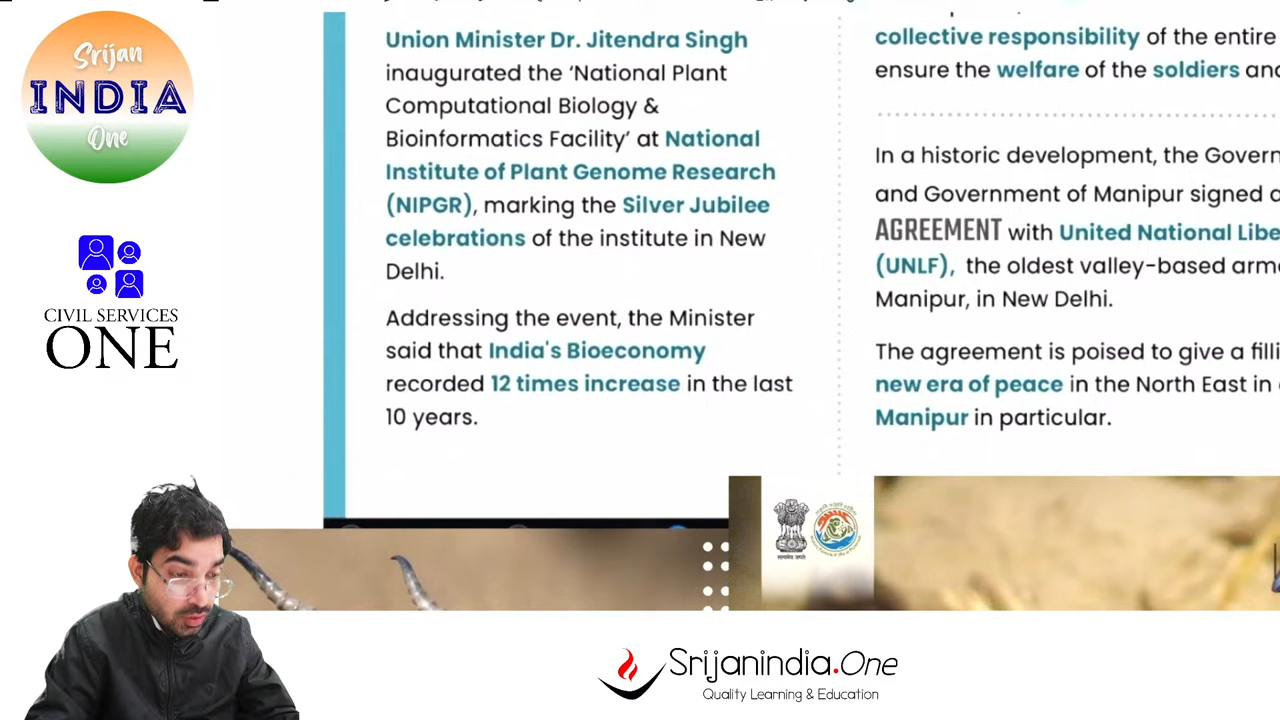 Srijan
INDIA
One
CIVIL SERVICES
ONE
Union Minister Dr. Jitendra Singh
inaugurated the ‘National Plant
Computational Biology &
Bioinformatics Facility’ at National
Institute of Plant Genome Research
(NIPGR), marking the Silver Jubilee
celebrations of the institute in New
Delhi.
Addressing the event, the Minister
said that India's Bioeconomy
recorded 12 times increase in the last
10 years.
collective responsibility of the entire
ensure the welfare of the soldiers and
In a historic development, the Govern
and Government of Manipur signed a
AGREEMENT with United National Libe
(UNLF), the oldest valley-based arme
Manipur, in New Delhi.
The agreement is poised to give a filli
new era of peace in the North East in
Manipur in particular.
Srijanindia.One
Quality Learning & Education